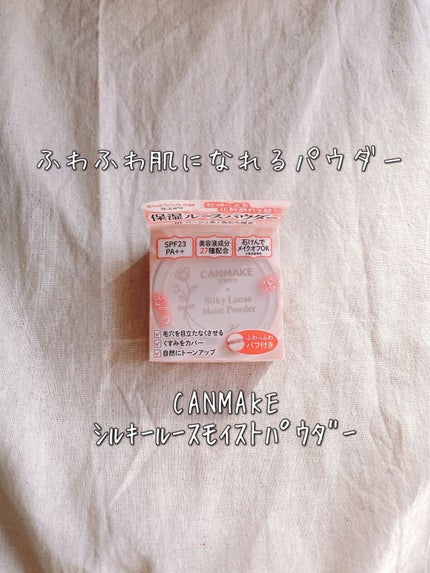 ふわふわ肌になれるパウダー
保湿ルースパウダー
SPF23
PA++
美容液成分
27種配合
石けんで
メイクオフOK
CANMAKE
TOKYO
Silky Loose
Moist Powder
毛穴を目立たなくさせる
くすみをカバー
自然にトーンアップ
ふわっふわ
パフ付き
CANMAKE
シルキールースモイストパウダー